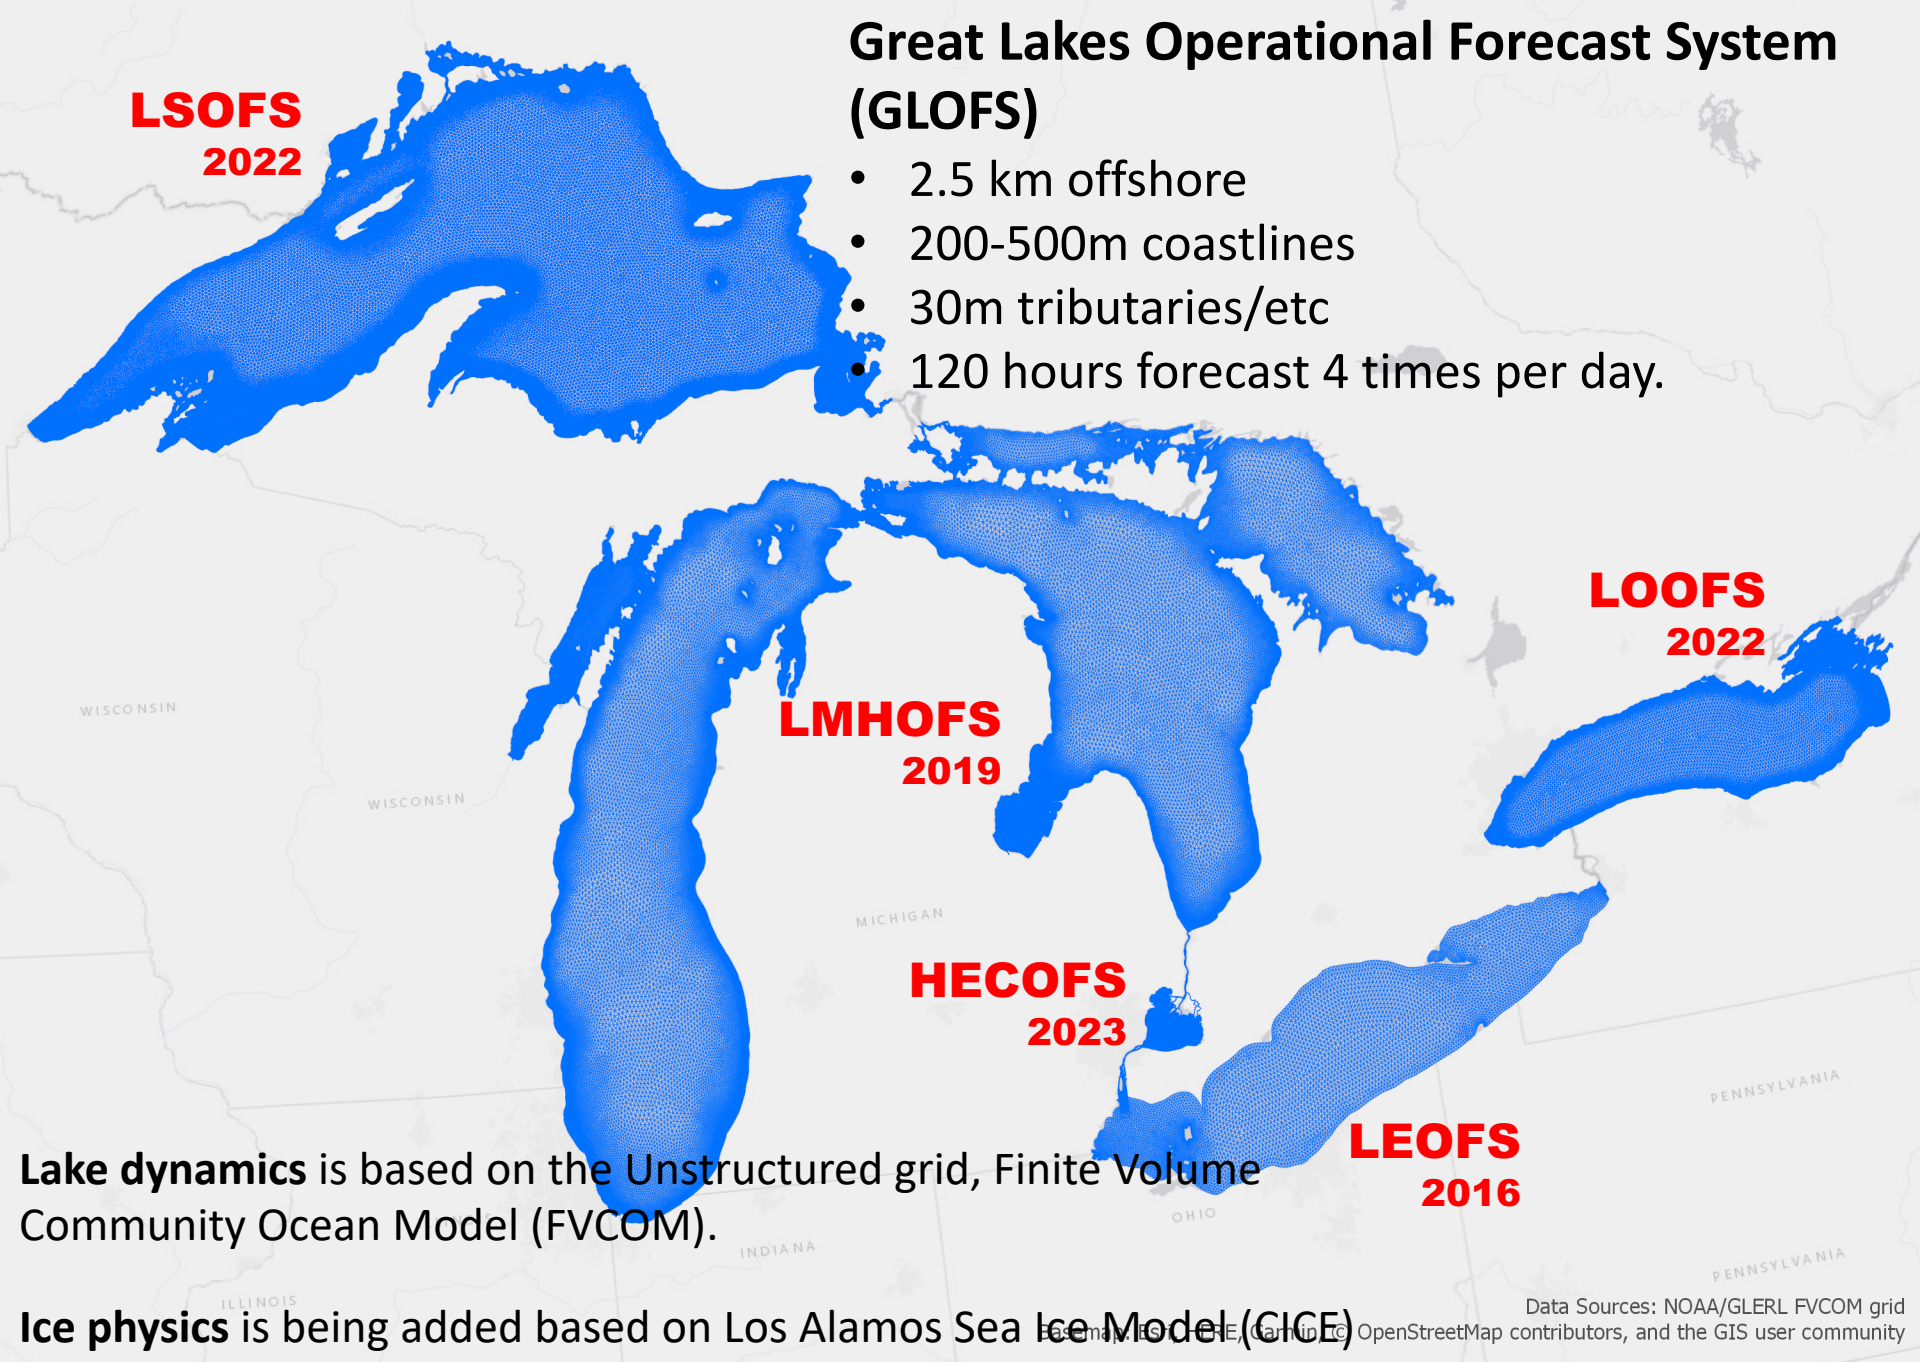 Great Lakes Operational Forecast System
(GLOFS)
• 2.5 km offshore
• 200-500m coastlines
• 30m tributaries/etc
• 120 hours forecast 4 times per day.
LSOFS
2022
LOOFS
2022
LMHOFS
2019
WISCONSIN
WISCONSIN
MICHIGAN
HECOFS
2023
PENNSYLVANIA
LEOFS
2016
Lake dynamics is based on the Unstructured grid, Finite Volume
Community Ocean Model (FVCOM).
OHIO
INDIANA
PENNSYLVANIA
ILLINOIS
Ice physics is being added based on Los Alamos Sea Ice Model (CICE)
Data Sources: NOAA/GLERL FVCOM grid
Basemap: Esri, HERE, Garmin, © OpenStreetMap contributors, and the GIS user community